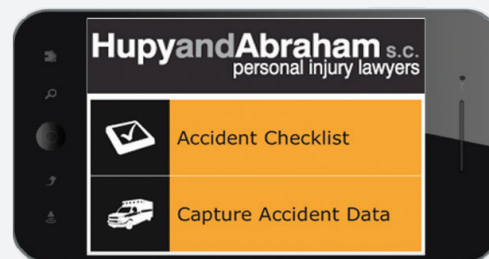 HupyandAbraham s.c.
personal injury lawyers
Accident Checklist
Capture Accident Data